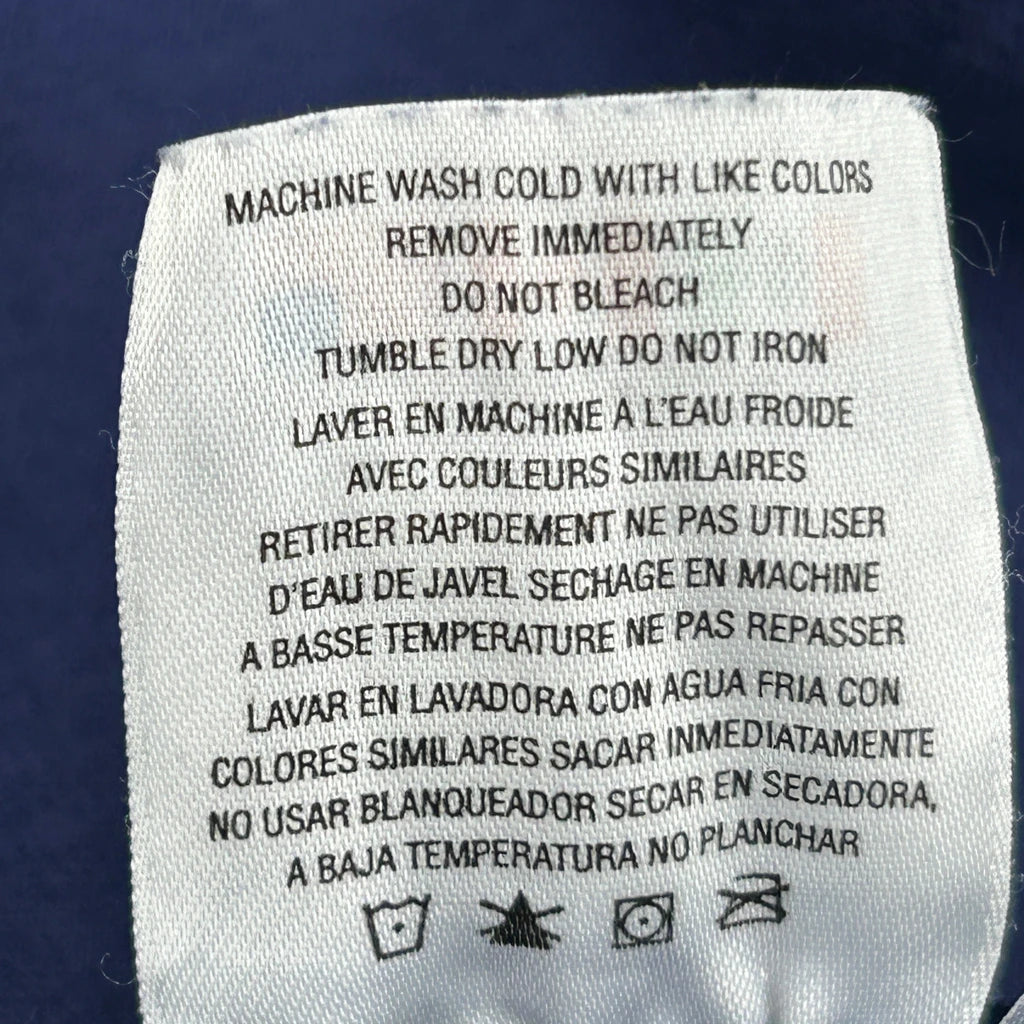 MACHINE WASH COLD WITH LIKE COLORS
REMOVE IMMEDIATELY
DO NOT BLEACH
TUMBLE DRY LOW DO NOT IRON
LAVER EN MACHINE A L'EAU FROIDE
AVEC COULEURS SIMILAIRES
RETIRER RAPIDEMENT NE PAS UTILISER
D'EAU DE JAVEL SECHAGE EN MACHINE
A BASSE TEMPERATURE NE PAS REPASSER
LAVAR EN LAVADORA CON AGUA FRIA CON
COLORES SIMILARES SACAR INMEDIATAMENTE
NO USAR BLANQUEADOR SECAR EN SECADORA,
A BAJA TEMPERATURA NO PLANCHAR